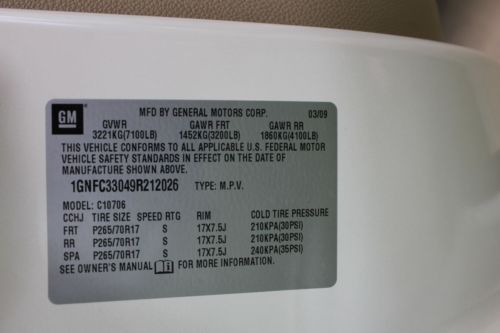 GM
MFD BY GENERAL MOTORS CORP. 03/09
GVWR GAWR FRT GAWR RR
3221KG(7100LB) 1452KG(3200LB) 1860KG(4100LB)
THIS VEHICLE CONFORMS TO ALL APPLICABLE U.S. FEDERAL MOTOR
VEHICLE SAFETY STANDARDS IN EFFECT ON THE DATE OF
MANUFACTURE SHOWN ABOVE.
1GNFC33049R212026 TYPE: M.P.V.
MODEL: C10706
CCHJ TIRE SIZE SPEED RTG RIM COLD TIRE PRESSURE
FRT P265/70R17 S 17X7.5J 210KPA(30PSI)
RR P265/70R17 S 17X7.5J 210KPA(30PSI)
SPA P265/70R17 S 17X7.5J 240KPA(35PSI)
SEE OWNER'S MANUAL FOR MORE INFORMATION.